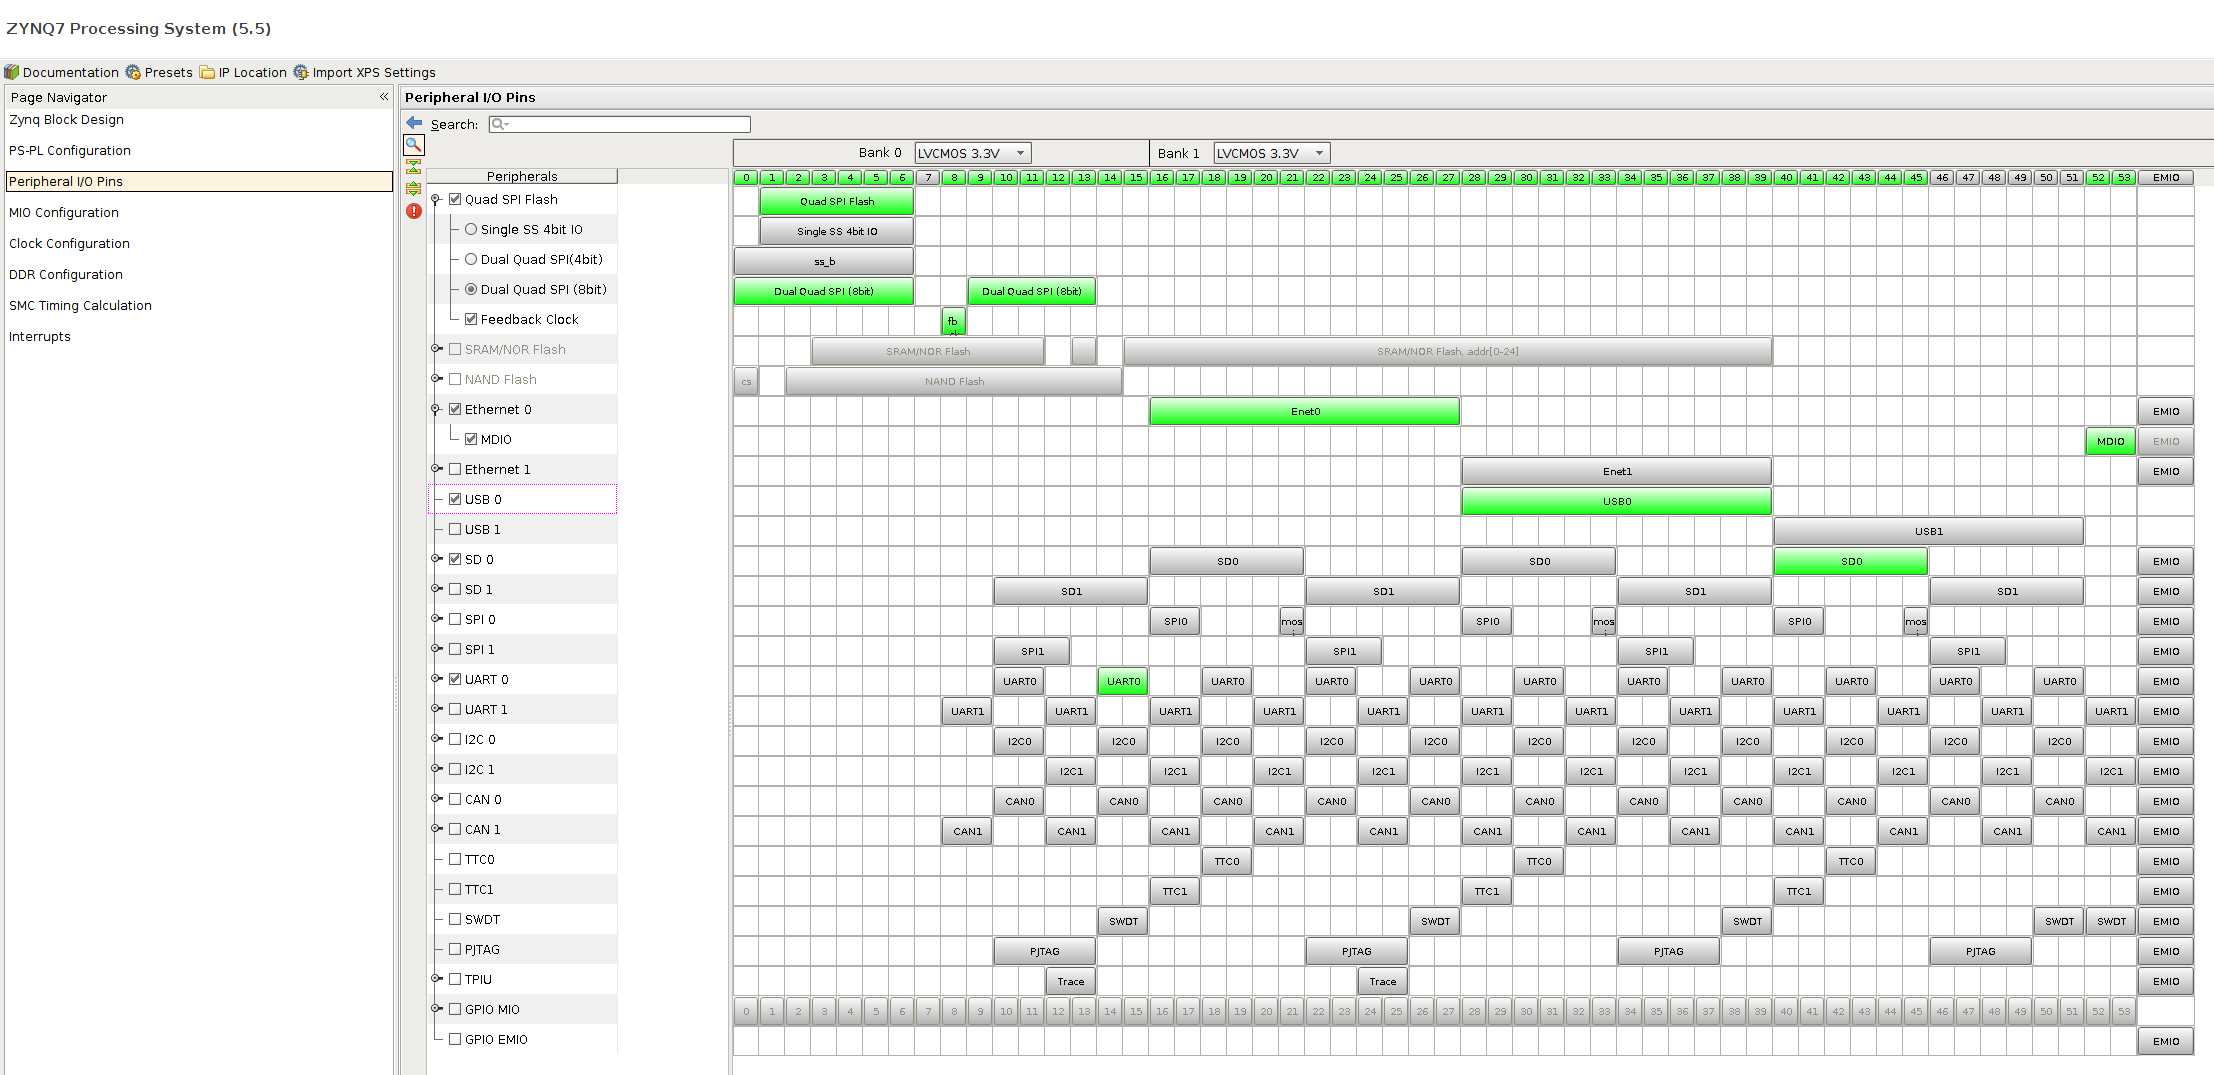 ZYNQ7 Processing System (5.5)
Documentation Presets IP Location Import XPS Settings
Page Navigator «
Zynq Block Design
PS-PL Configuration
Peripheral I/O Pins
MIO Configuration
Clock Configuration
DDR Configuration
SMC Timing Calculation
Interrupts
Peripheral I/O Pins
Search:
Bank 0 LVCMOS 3.3V Bank 1 LVCMOS 3.3V
Peripherals 0 1 2 3 4 5 6 7 8 9 10 11 12 13 14 15 16 17 18 19 20 21 22 23 24 25 26 27 28 29 30 31 32 33 34 35 36 37 38 39 40 41 42 43 44 45 46 47 48 49 50 51 52 53 EMIO
Quad SPI Flash Quad SPI Flash
Single SS 4bit IO Single SS 4bit IO
Dual Quad SPI(4bit) ss_b
Dual Quad SPI (8bit) Dual Quad SPI (8bit) Dual Quad SPI (8bit)
Feedback Clock fb
SRAM/NOR Flash SRAM/NOR Flash SRAM/NOR Flash, addr[0-24]
NAND Flash cs NAND Flash
Ethernet 0 Enet0 EMIO
MDIO MDIO EMIO
Ethernet 1 Enet1 EMIO
USB 0 USB0
USB 1 USB1
SD 0 SD0 SD0 SD0 EMIO
SD 1 SD1 SD1 SD1 SD1 EMIO
SPI 0 SPI0 mos SPI0 mos SPI0 mos EMIO
SPI 1 SPI1 SPI1 SPI1 SPI1 EMIO
UART 0 UART0 UART0 UART0 UART0 UART0 UART0 UART0 UART0 UART0 UART0 UART0 EMIO
UART 1 UART1 UART1 UART1 UART1 UART1 UART1 UART1 UART1 UART1 UART1 UART1 UART1 EMIO
I2C 0 I2C0 I2C0 I2C0 I2C0 I2C0 I2C0 I2C0 I2C0 I2C0 I2C0 I2C0 EMIO
I2C 1 I2C1 I2C1 I2C1 I2C1 I2C1 I2C1 I2C1 I2C1 I2C1 I2C1 I2C1 EMIO
CAN 0 CAN0 CAN0 CAN0 CAN0 CAN0 CAN0 CAN0 CAN0 CAN0 CAN0 CAN0 EMIO
CAN 1 CAN1 CAN1 CAN1 CAN1 CAN1 CAN1 CAN1 CAN1 CAN1 CAN1 CAN1 CAN1 EMIO
TTC0 TTC0 TTC0 TTC0 EMIO
TTC1 TTC1 TTC1 TTC1 EMIO
SWDT SWDT SWDT SWDT SWDT SWDT EMIO
PJTAG PJTAG PJTAG PJTAG PJTAG EMIO
TPIU Trace Trace EMIO
GPIO MIO 0 1 2 3 4 5 6 7 8 9 10 11 12 13 14 15 16 17 18 19 20 21 22 23 24 25 26 27 28 29 30 31 32 33 34 35 36 37 38 39 40 41 42 43 44 45 46 47 48 49 50 51 52 53
GPIO EMIO EMIO